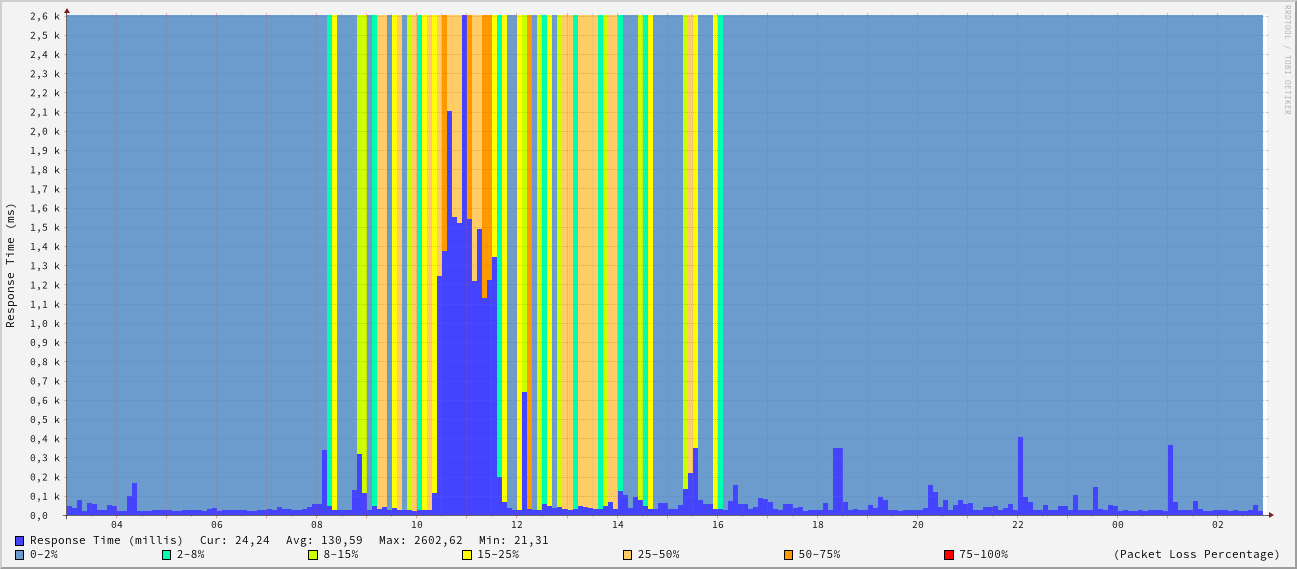 RRDTOOL / TOBI OETIKER
Response Time (ms)
2,6 k
2,5 k
2,4 k
2,3 k
2,2 k
2,1 k
2,0 k
1,9 k
1,8 k
1,7 k
1,6 k
1,5 k
1,4 k
1,3 k
1,2 k
1,1 k
1,0 k
0,9 k
0,8 k
0,7 k
0,6 k
0,5 k
0,4 k
0,3 k
0,2 k
0,1 k
0,0
04 06 08 10 12 14 16 18 20 22 00 02
Response Time (millis) Cur: 24,24 Avg: 130,59 Max: 2602,62 Min: 21,31
0-2% 2-8% 8-15% 15-25% 25-50% 50-75% 75-100% (Packet Loss Percentage)